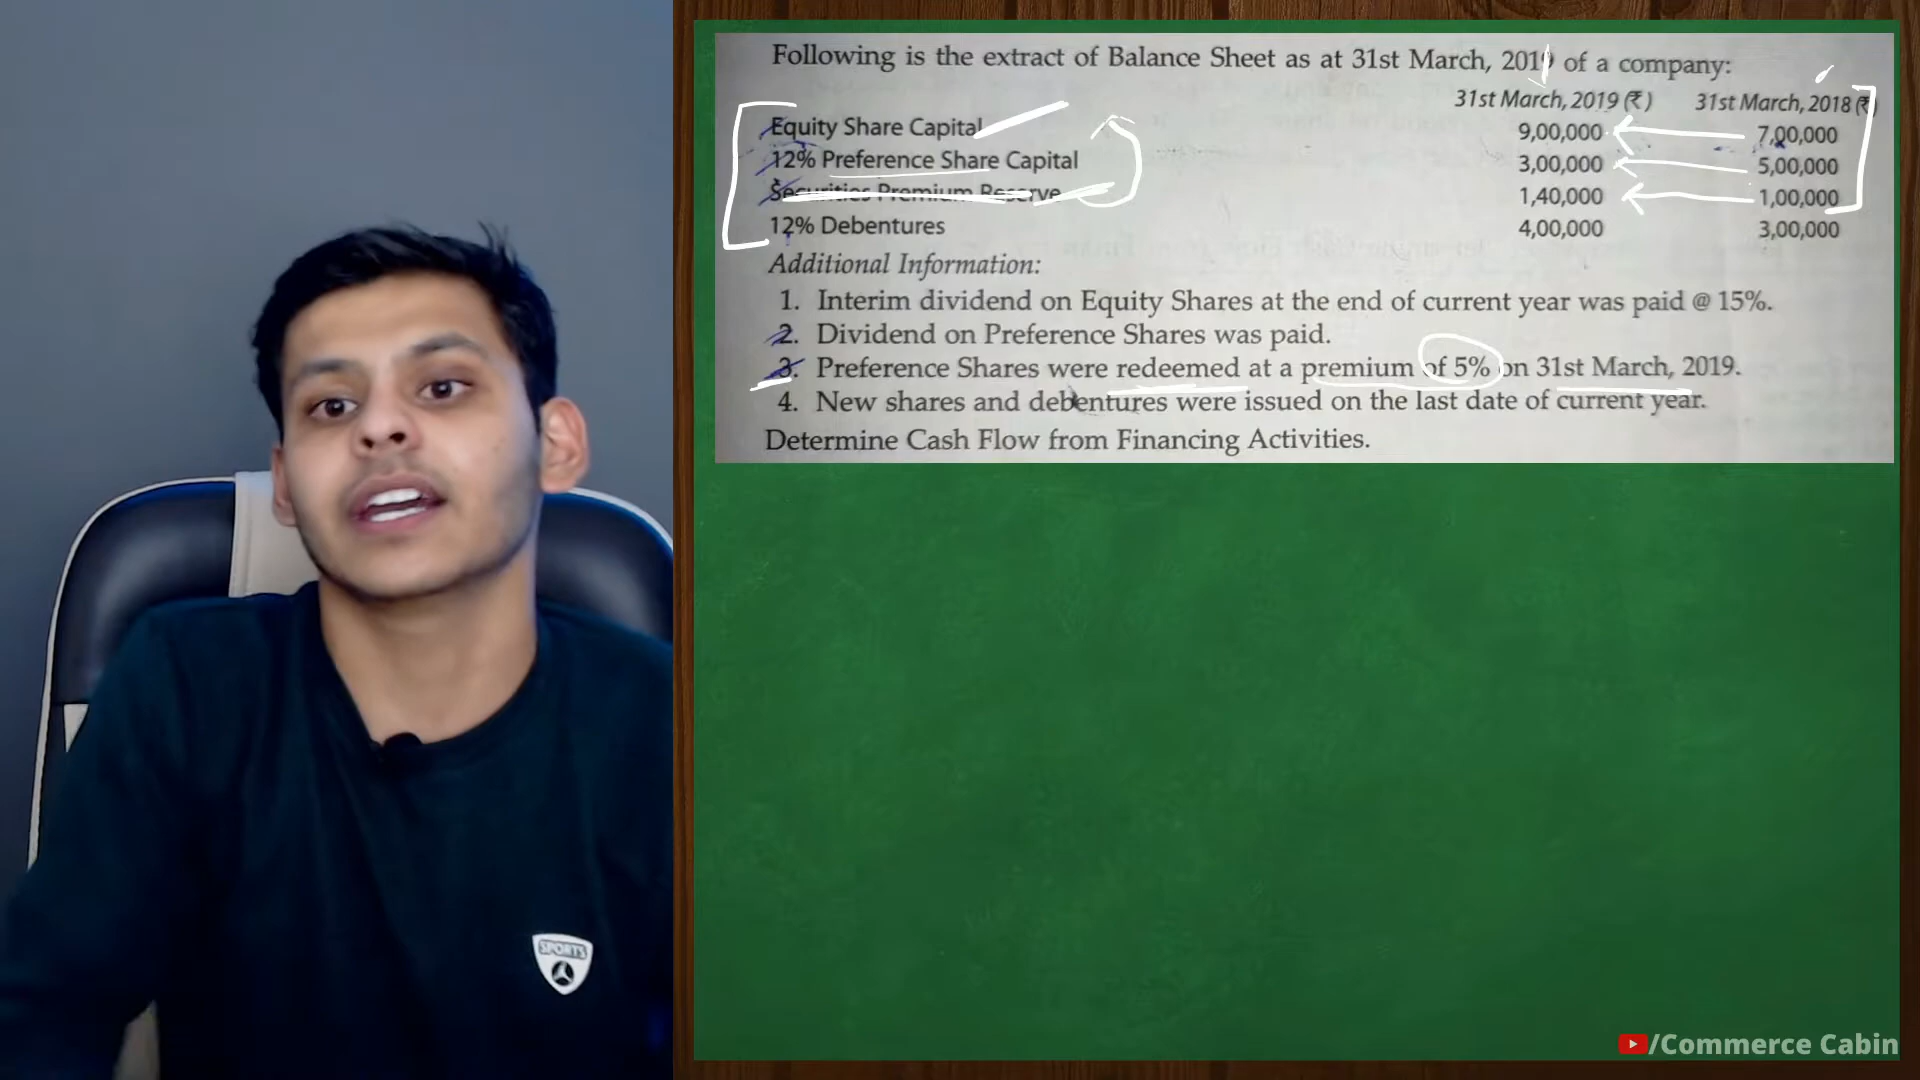 Following is the extract of Balance Sheet as at 31st March, 2019 of a company:
31st March, 2019 (₹) 31st March, 2018 (₹)
Equity Share Capital 9,00,000 7,00,000
12% Preference Share Capital 3,00,000 5,00,000
Securities Premium Reserve 1,40,000 1,00,000
12% Debentures 4,00,000 3,00,000
Additional Information:
1. Interim dividend on Equity Shares at the end of current year was paid @ 15%.
2. Dividend on Preference Shares was paid.
3. Preference Shares were redeemed at a premium of 5% on 31st March, 2019.
4. New shares and debentures were issued on the last date of current year.
Determine Cash Flow from Financing Activities.
SPORTS
/Commerce Cabin